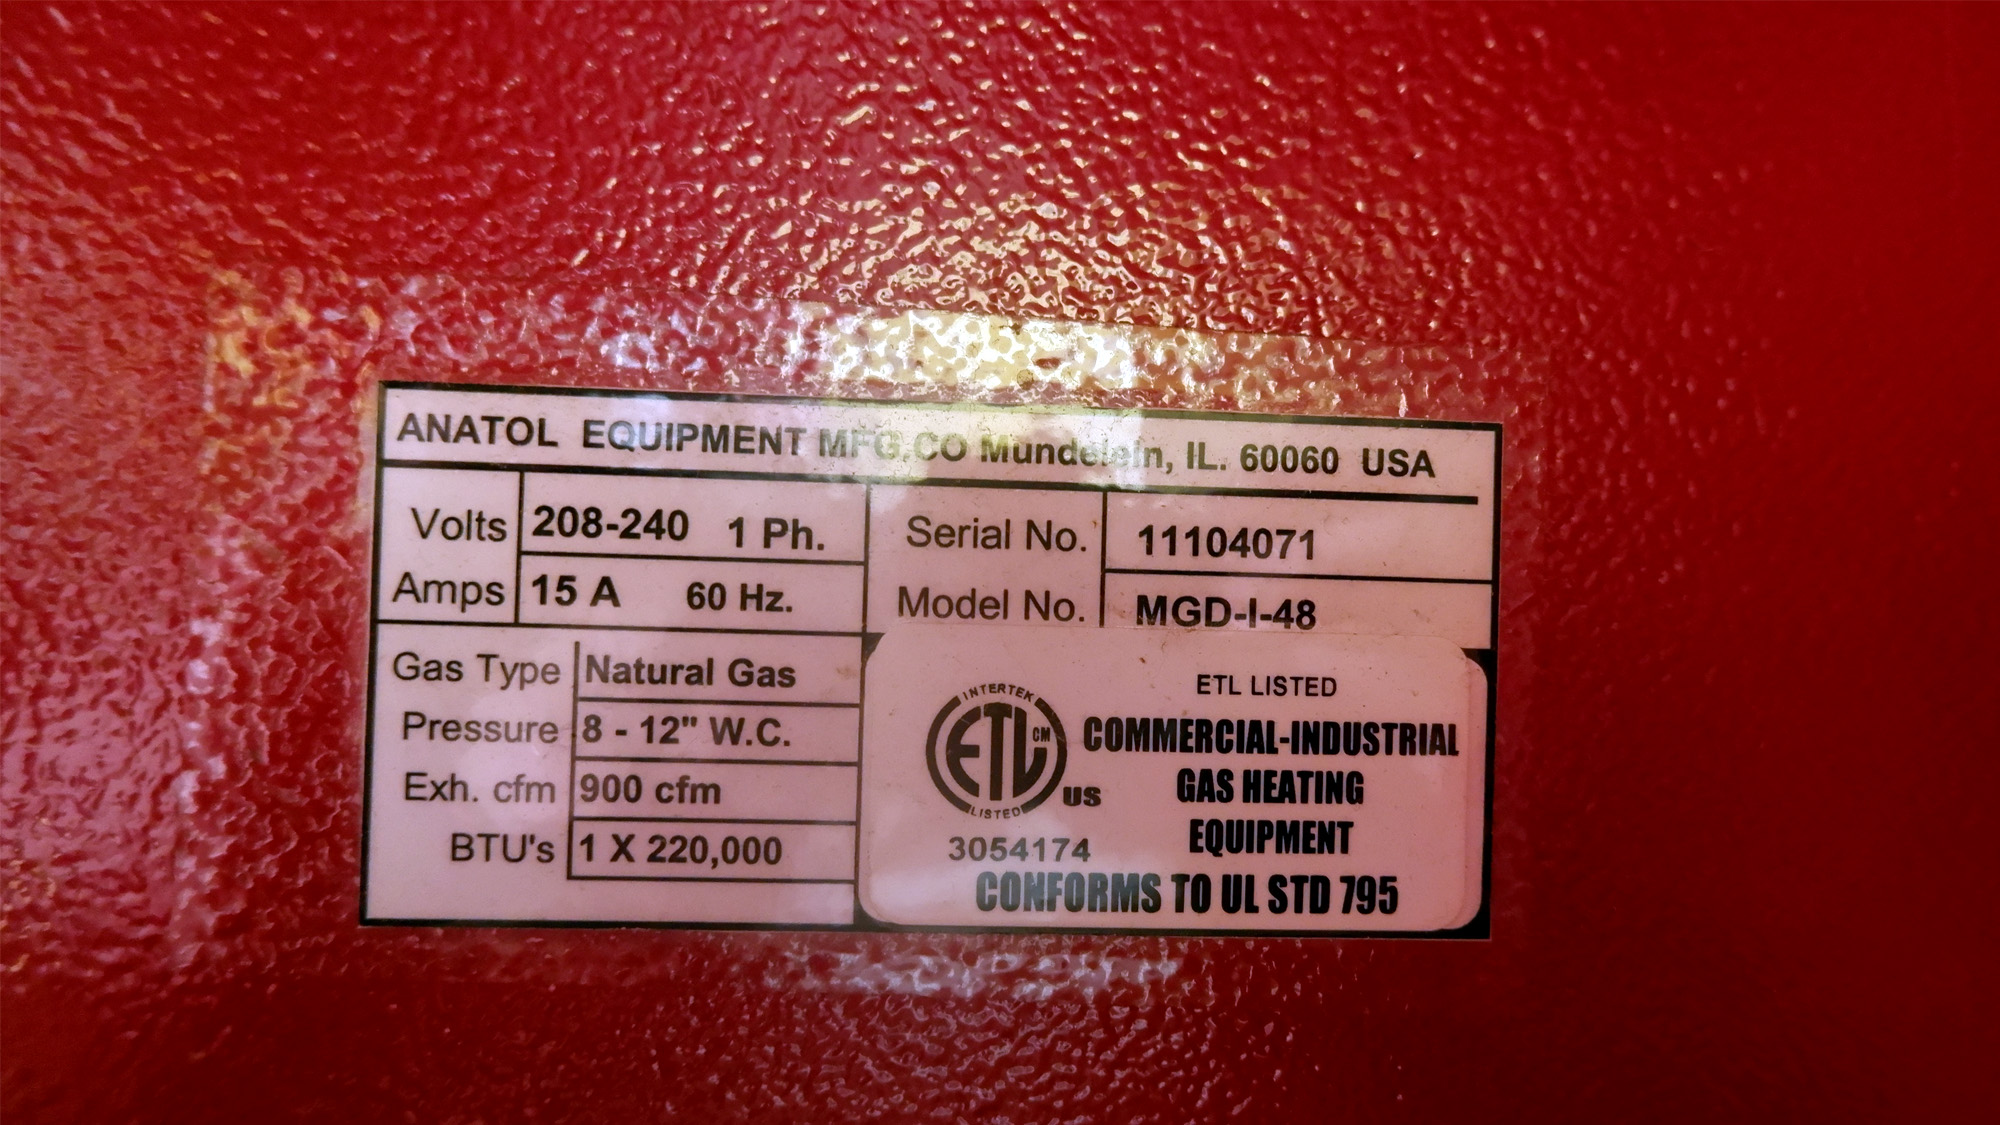 ANATOL EQUIPMENT MFG.CO Mundelein, IL. 60060 USA
Volts 208-240 1 Ph.
Amps 15 A 60 Hz.
Serial No. 11104071
Model No. MGD-I-48
Gas Type Natural Gas
Pressure 8 - 12" W.C.
Exh. cfm 900 cfm
BTU's 1 X 220,000
INTERTEK
ETL CM
LISTED
US
3054174
ETL LISTED
COMMERCIAL-INDUSTRIAL
GAS HEATING
EQUIPMENT
CONFORMS TO UL STD 795